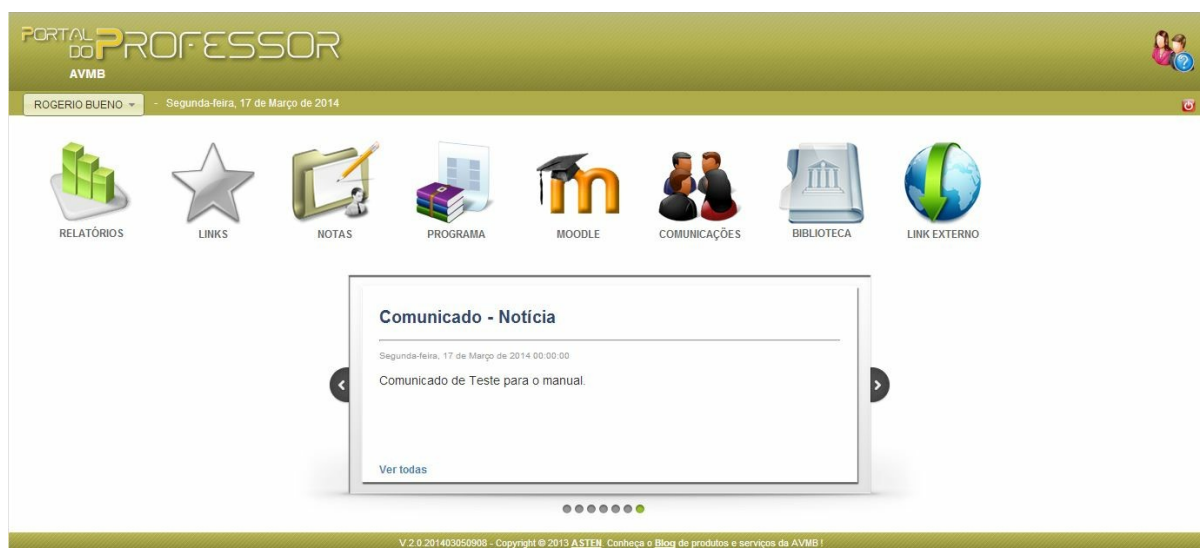 PORTAL
DO PROFESSOR
AVMB
ROGERIO BUENO - Segunda-feira, 17 de Março de 2014
RELATÓRIOS LINKS NOTAS PROGRAMA MOODLE COMUNICAÇÕES BIBLIOTECA LINK EXTERNO
Comunicado - Notícia
Segunda-feira, 17 de Março de 2014 00:00:00
Comunicado de Teste para o manual.
Ver todas
V.2.0.201403050908 - Copyright © 2013 ASTEN. Conheça o Blog de produtos e serviços da AVMB !